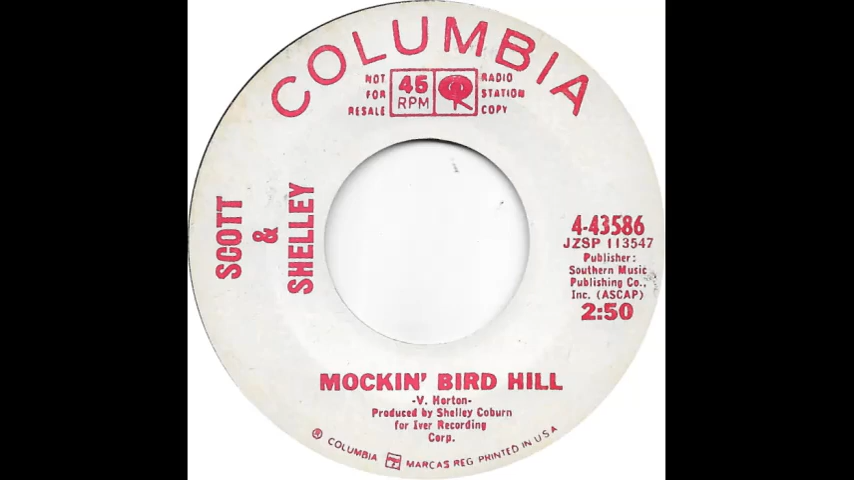 COLUMBIA
NOT
FOR
RESALE
45
RPM
RADIO
STATION
COPY
SCOTT
&
SHELLEY
4-43586
JZSP 113547
Publisher:
Southern Music
Publishing Co.,
Inc. (ASCAP)
2:50
MOCKIN' BIRD HILL
-V. Horton-
Produced by Shelley Coburn
for Iver Recording
Corp.
® COLUMBIA MARCAS REG PRINTED IN U S A